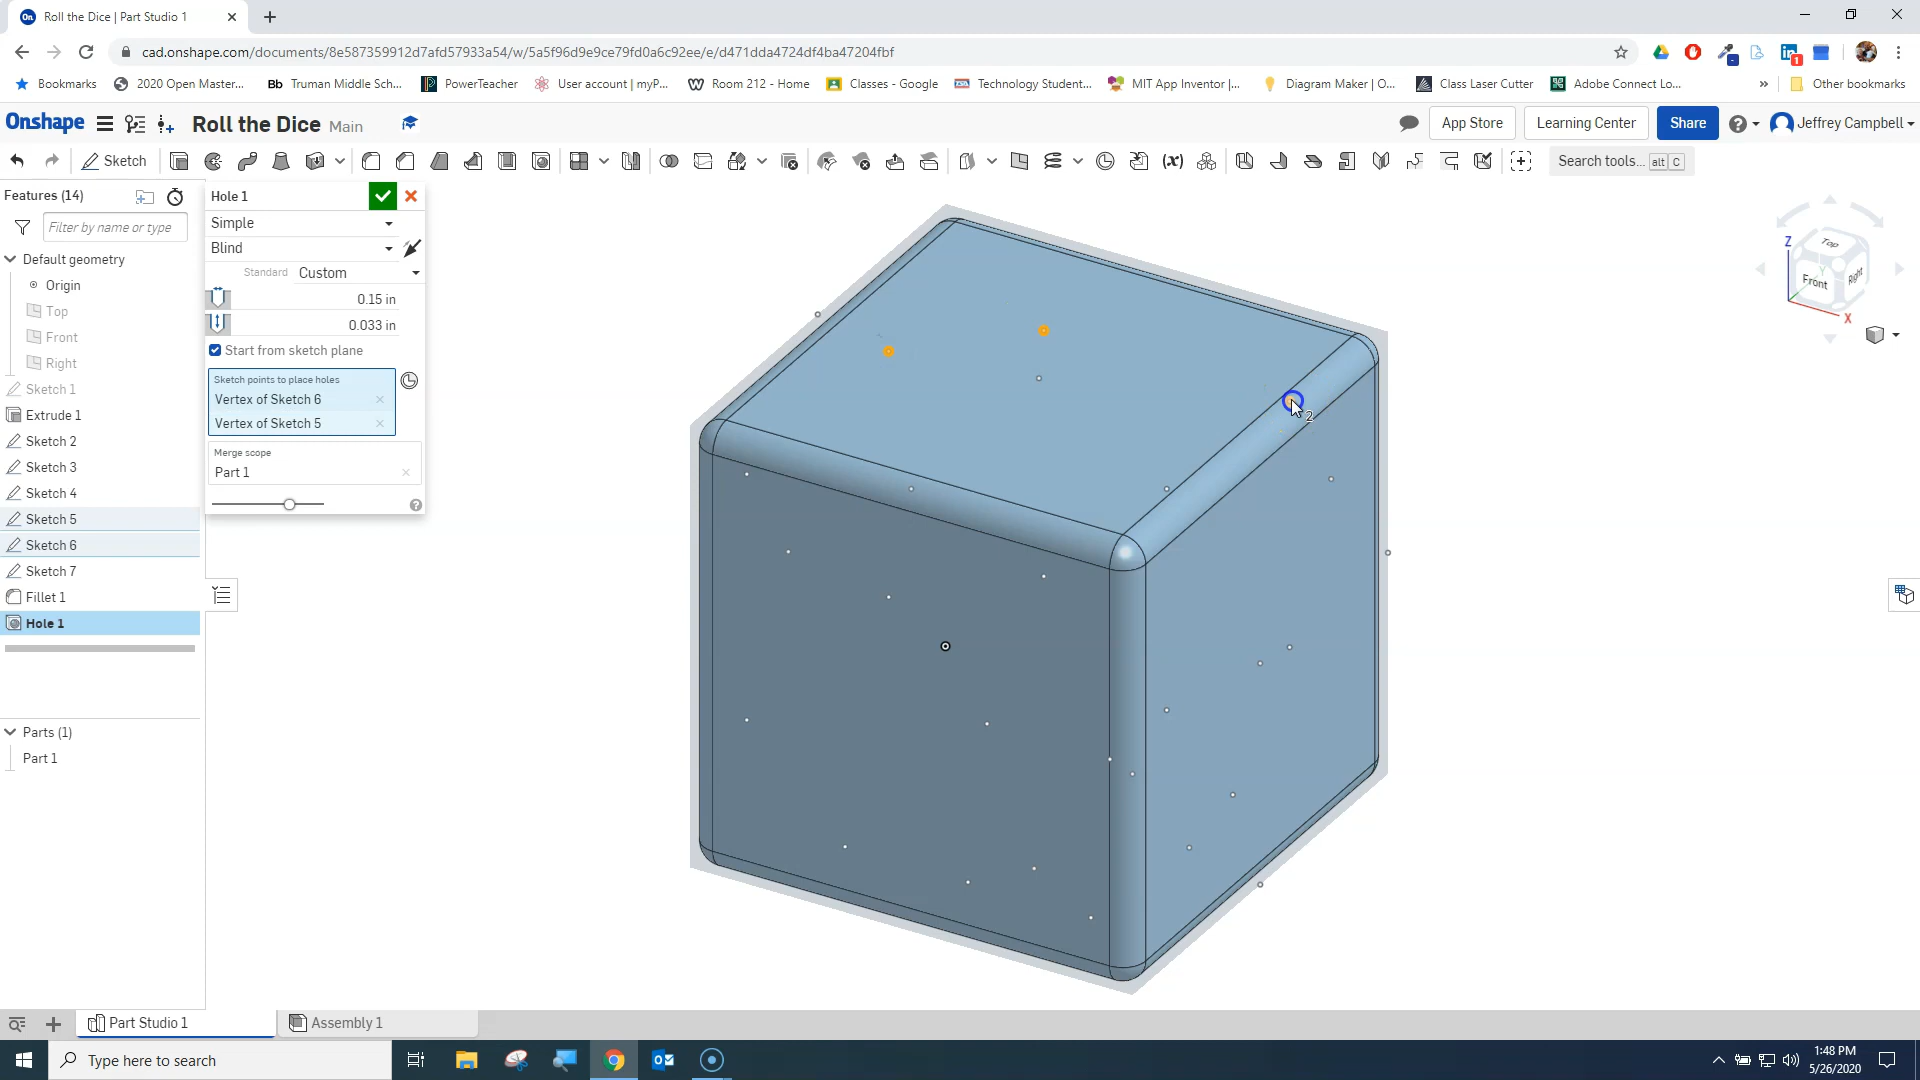 Roll the Dice | Part Studio 1
cad.onshape.com/documents/8e587359912d7afd57933a54/w/5a5f96d9e9ce79fd0a6c92ee/e/d471dda4724df4ba47204fbf
Bookmarks 2020 Open Master... Bb Truman Middle Sch... PowerTeacher User account | myP... Room 212 - Home Classes - Google Technology Student... MIT App Inventor |... Diagram Maker | O... Class Laser Cutter Adobe Connect Lo... » Other bookmarks
Onshape Roll the Dice Main App Store Learning Center Share Jeffrey Campbell
Sketch Search tools... alt C
Features (14)
Filter by name or type
Default geometry
Origin
Top
Front
Right
Sketch 1
Extrude 1
Sketch 2
Sketch 3
Sketch 4
Sketch 5
Sketch 6
Sketch 7
Fillet 1
Hole 1
Parts (1)
Part 1
Hole 1
Simple
Blind
Standard Custom
0.15 in
0.033 in
Start from sketch plane
Sketch points to place holes
Vertex of Sketch 6
Vertex of Sketch 5
Merge scope
Part 1
2
Z
Top
Y
Front
Right
X
Part Studio 1
Assembly 1
Type here to search
1:48 PM
5/26/2020